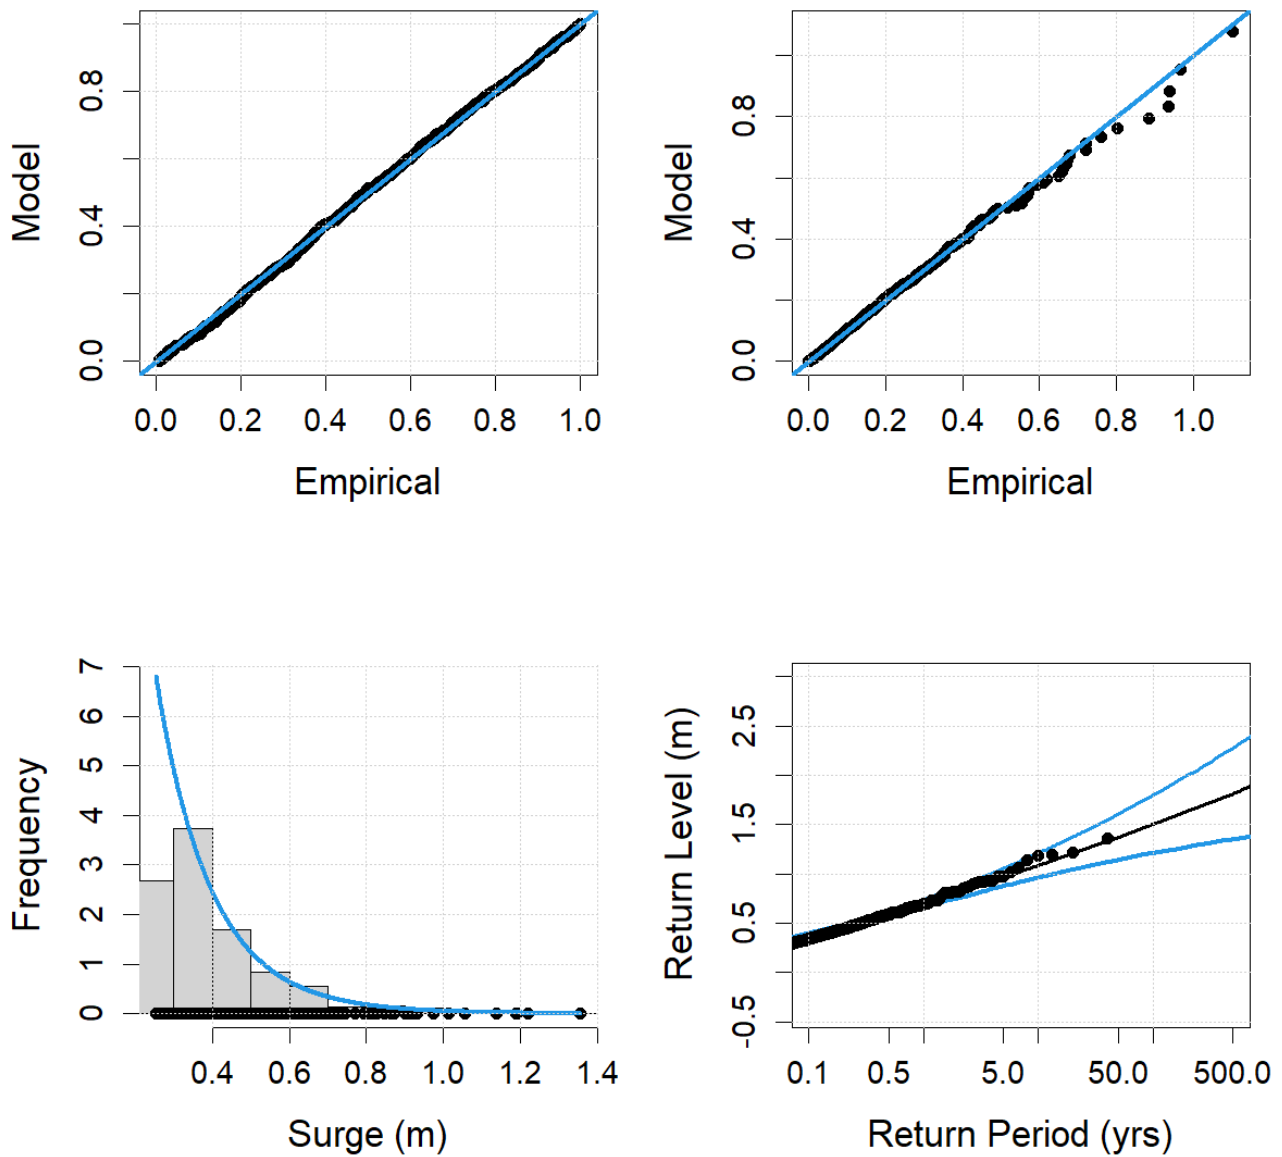 Model
0.8
0.4
0.0
0.0 0.2 0.4 0.6 0.8 1.0
Empirical
Model
0.8
0.4
0.0
0.0 0.2 0.4 0.6 0.8 1.0
Empirical
Frequency
7
6
5
4
3
2
1
0
0.4 0.6 0.8 1.0 1.2 1.4
Surge (m)
Return Level (m)
2.5
1.5
0.5
-0.5
0.1 0.5 5.0 50.0 500.0
Return Period (yrs)